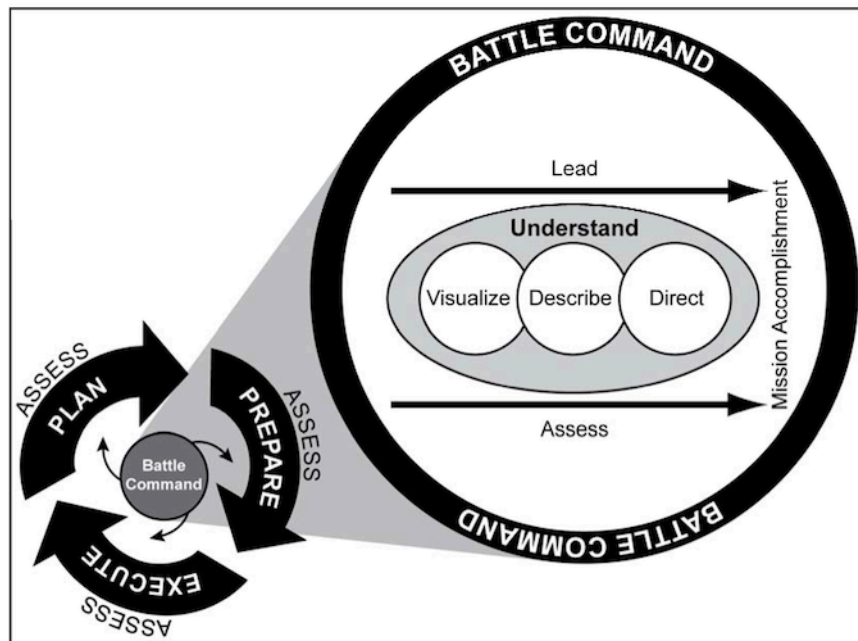 BATTLE COMMAND
Lead
Understand
Visualize
Describe
Direct
Mission Accomplishment
Assess
BATTLE COMMAND
ASSESS
PLAN
ASSESS
PREPARE
Battle
Command
EXECUTE
ASSESS